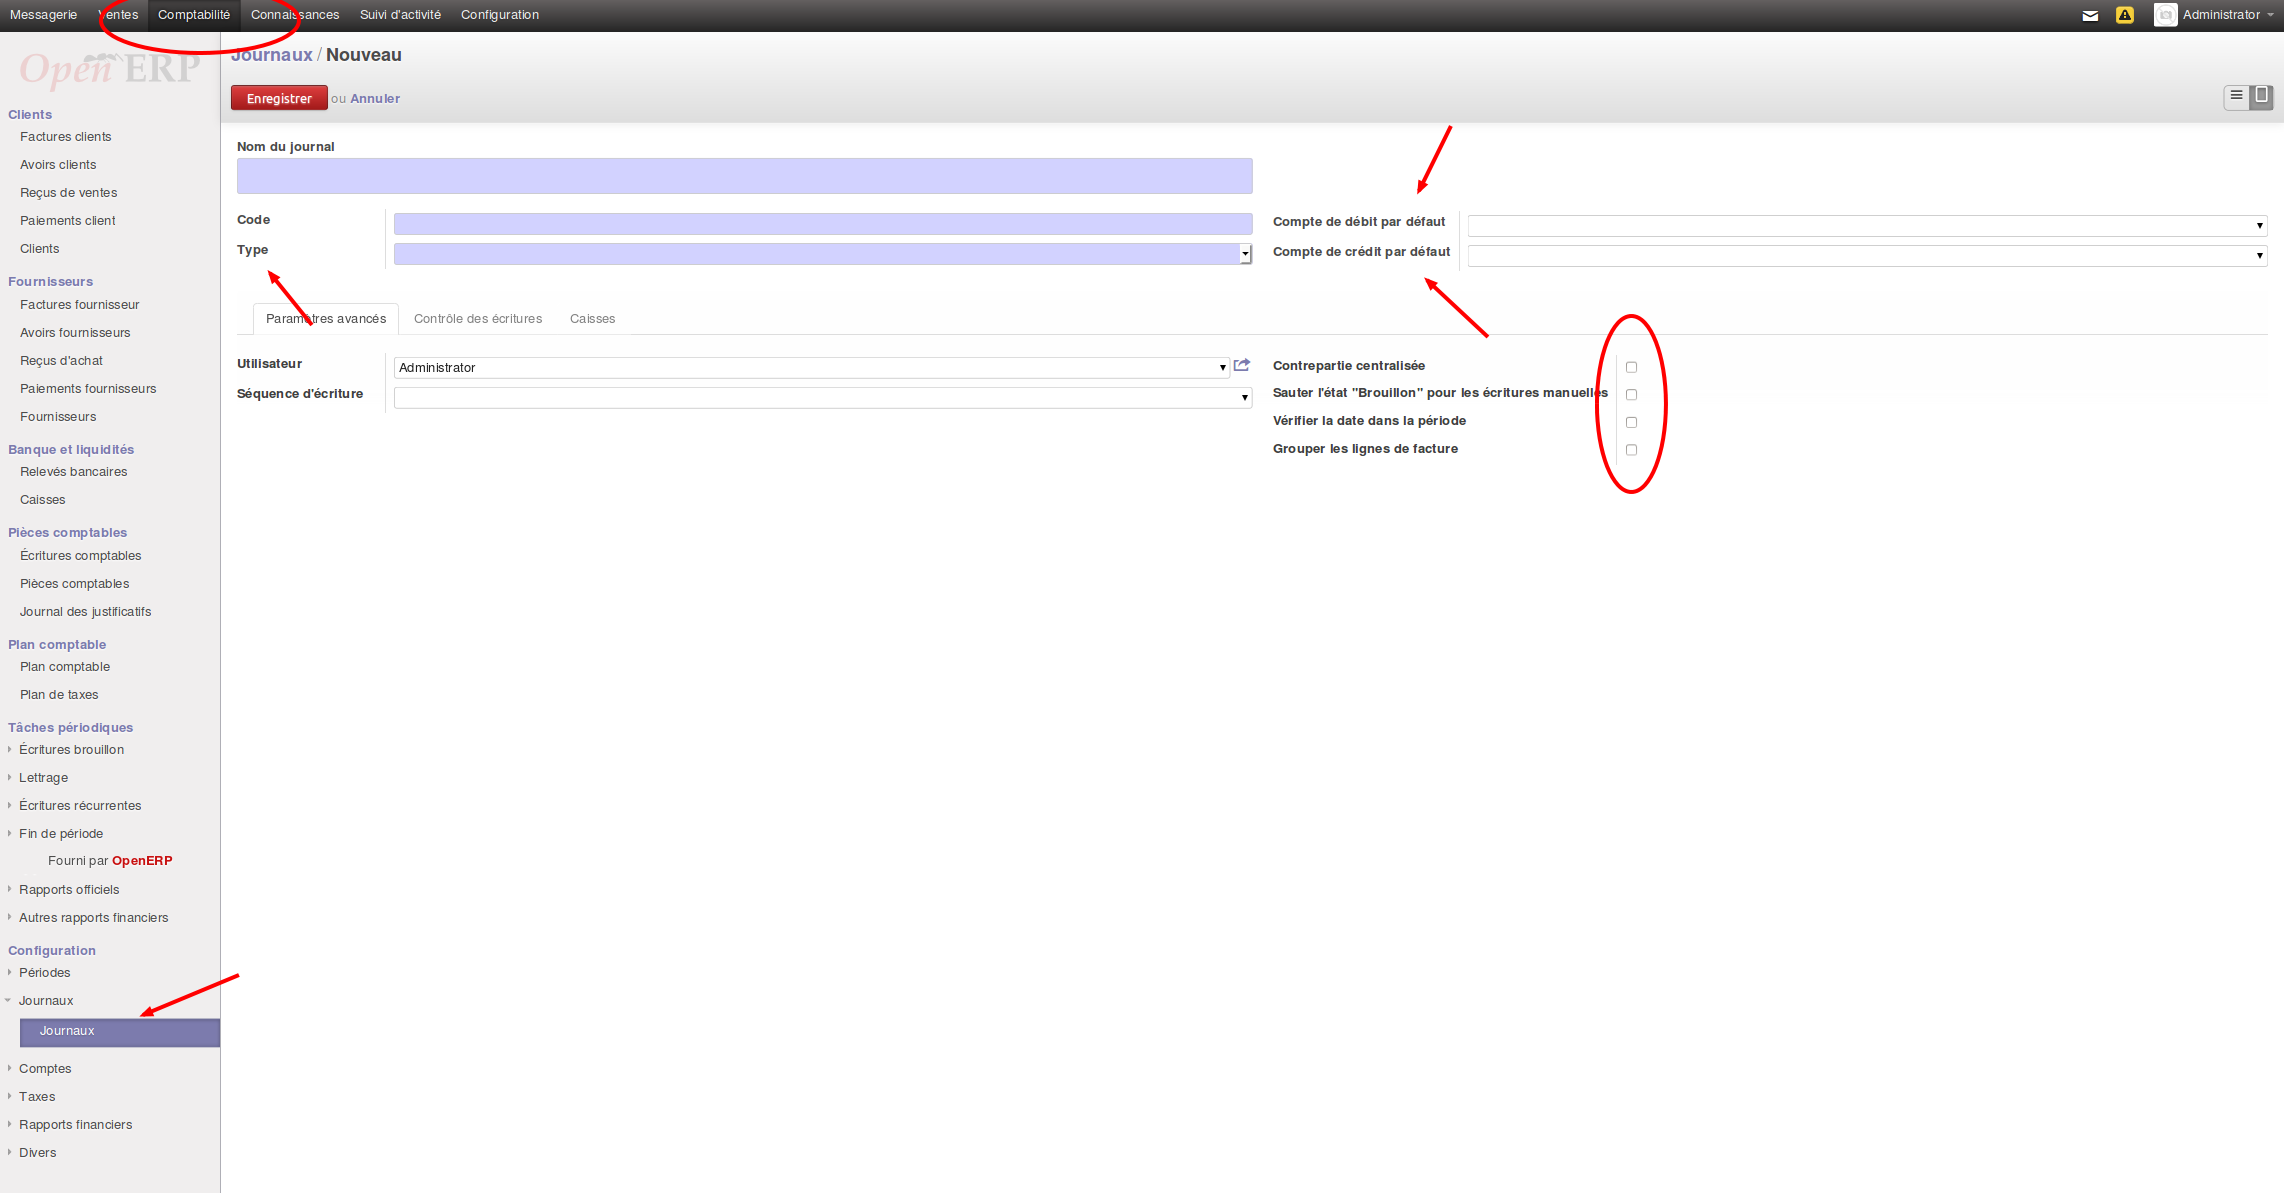 Messagerie Ventes Comptabilité Connaissances Suivi d'activité Configuration Administrator
Open ERP
Journaux / Nouveau
Enregistrer ou Annuler
Clients
Factures clients
Avoirs clients
Reçus de ventes
Paiements client
Clients
Fournisseurs
Factures fournisseur
Avoirs fournisseurs
Reçus d'achat
Paiements fournisseurs
Fournisseurs
Banque et liquidités
Relevés bancaires
Caisses
Pièces comptables
Écritures comptables
Pièces comptables
Journal des justificatifs
Plan comptable
Plan comptable
Plan de taxes
Tâches périodiques
Écritures brouillon
Lettrage
Écritures récurrentes
Fin de période
Fourni par OpenERP
Rapports officiels
Autres rapports financiers
Configuration
Périodes
Journaux
Journaux
Comptes
Taxes
Rapports financiers
Divers
Nom du journal
Code
Type
Compte de débit par défaut
Compte de crédit par défaut
Paramètres avancés Contrôle des écritures Caisses
Utilisateur Administrator
Séquence d'écriture
Contrepartie centralisée
Sauter l'état "Brouillon" pour les écritures manuelles
Vérifier la date dans la période
Grouper les lignes de facture